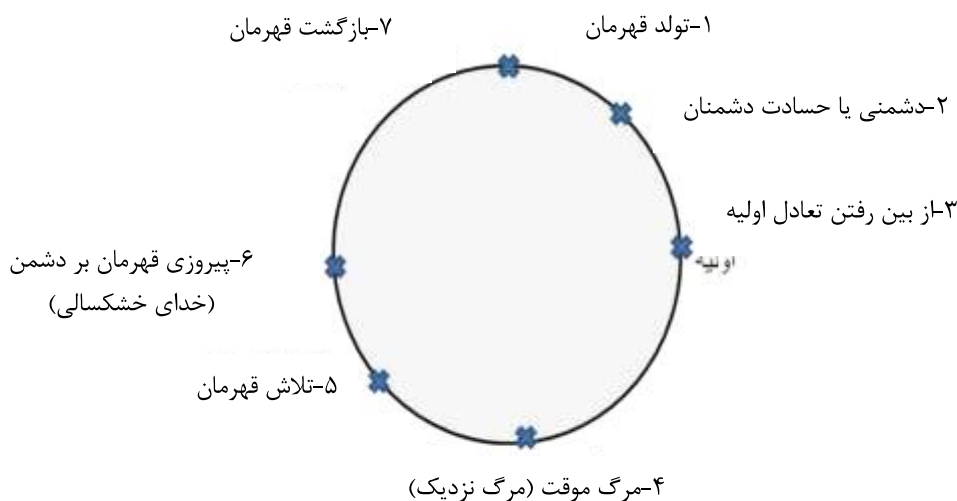 ۱-تولد قهرمان
۲-دشمنی یا حسادت دشمنان
۳-از بین رفتن تعادل اولیه
اولیه
۴-مرگ موقت (مرگ نزدیک)
۵-تلاش قهرمان
۶-پیروزی قهرمان بر دشمن
(خدای خشکسالی)
۷-بازگشت قهرمان